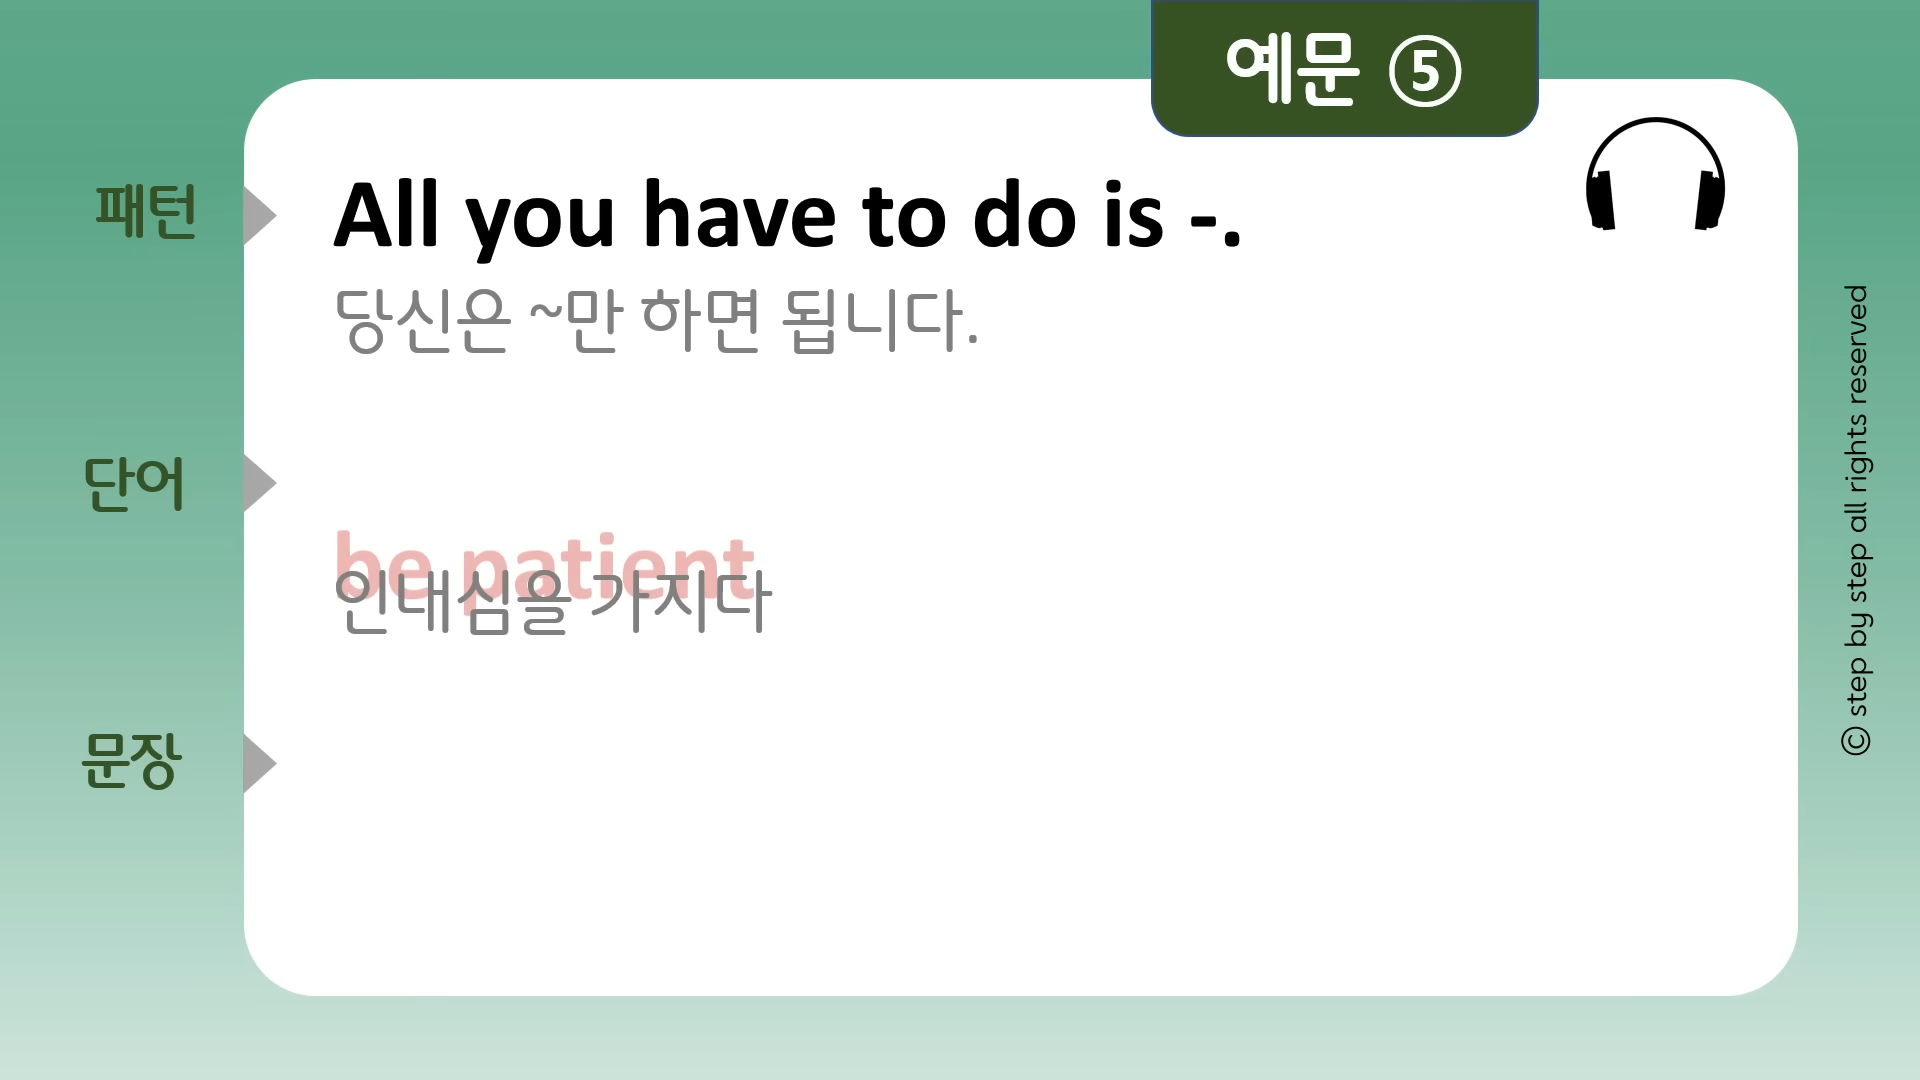 예문 ⑤
패턴
All you have to do is -.
당신은 ~만 하면 됩니다.
단어
be patient
인내심을 가지다
문장
© step by step all rights reserved